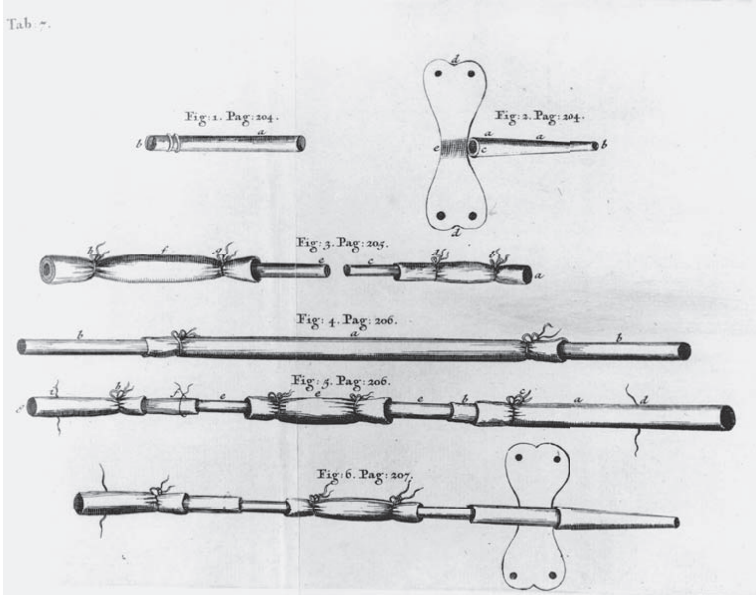 Tab. 7.
Fig: 1. Pag: 204.
a
b
Fig: 2. Pag: 204.
d
a a
e c b
d
Fig: 3. Pag: 205.
h f g e c a
Fig: 4. Pag: 206.
b a b
Fig: 5. Pag: 206.
h f e e e b c a d
Fig: 6. Pag: 207.